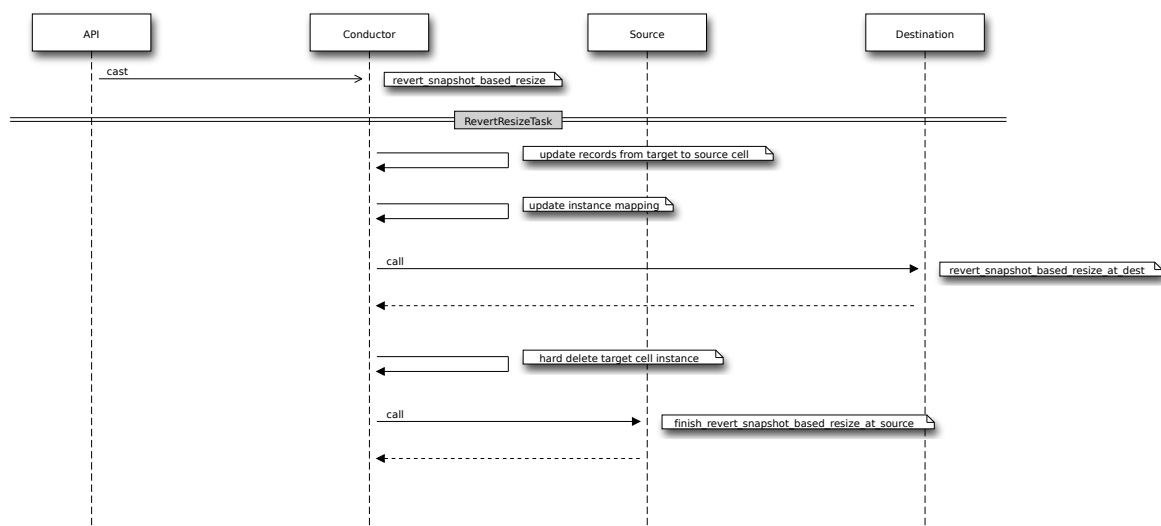 API
Conductor
Source
Destination
cast
revert_snapshot_based_resize
RevertResizeTask
update records from target to source cell
update instance mapping
call
revert_snapshot_based_resize_at_dest
hard delete target cell instance
call
finish_revert_snapshot_based_resize_at_source